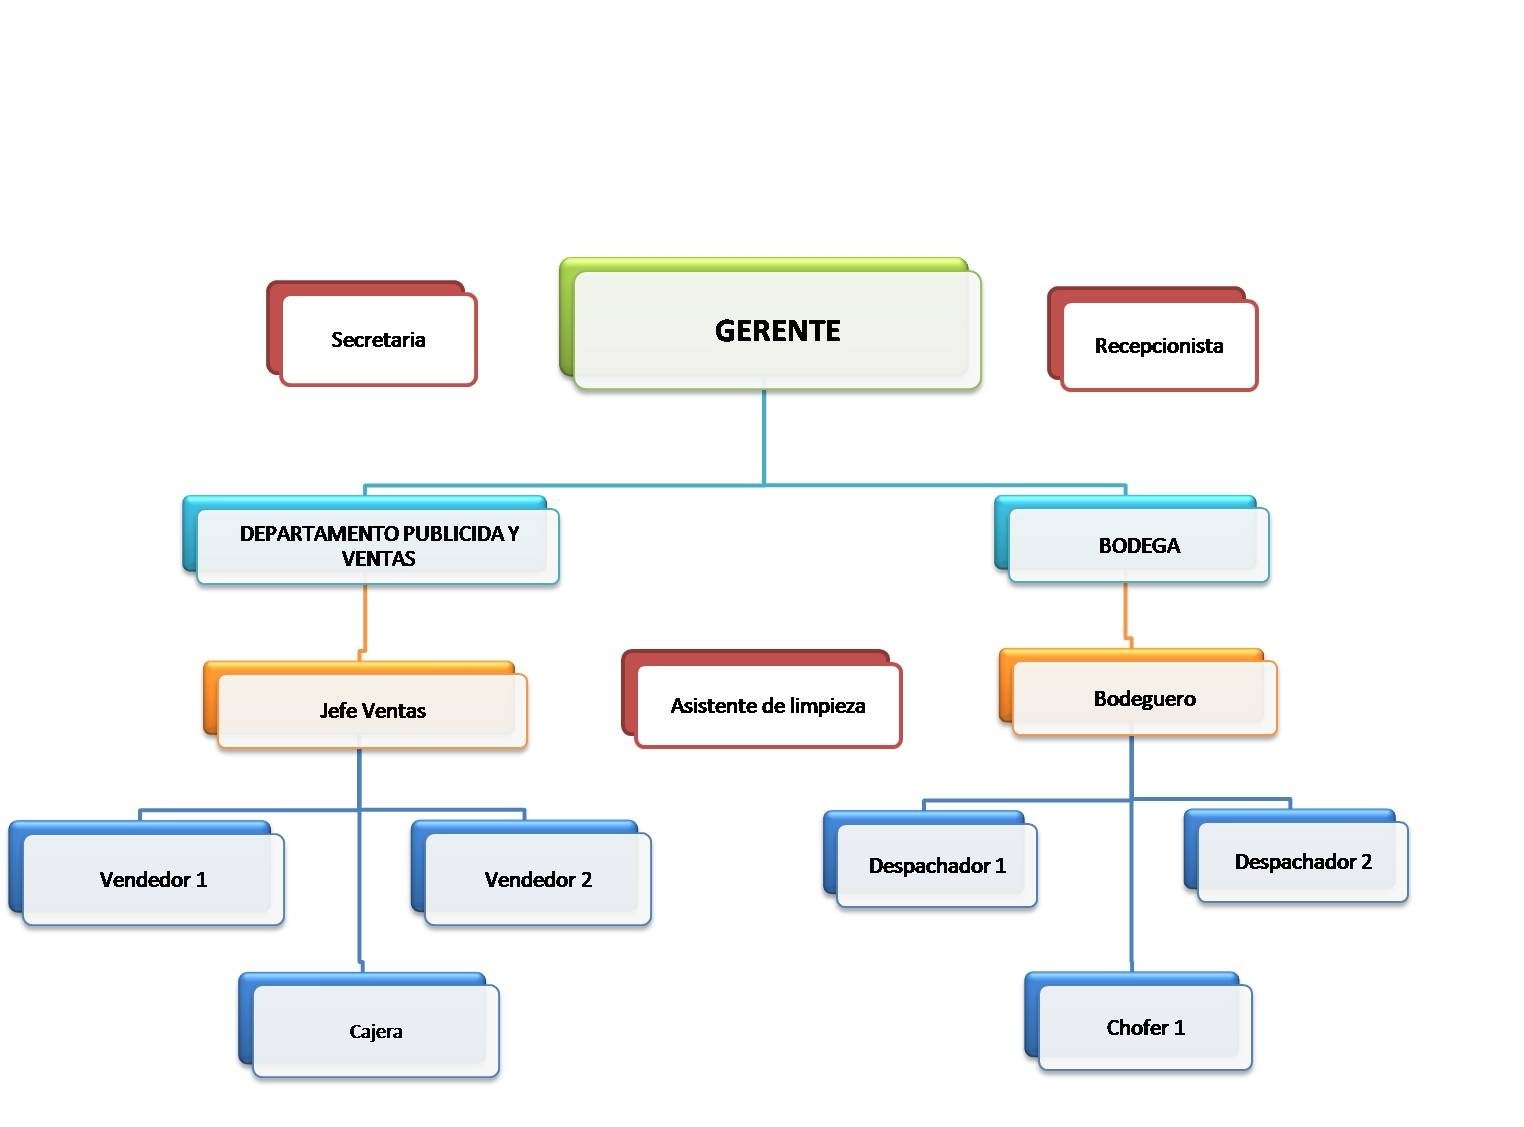 GERENTE
Secretaria
Recepcionista
DEPARTAMENTO PUBLICIDA Y
VENTAS
BODEGA
Jefe Ventas
Asistente de limpieza
Bodeguero
Vendedor 1
Vendedor 2
Despachador 1
Despachador 2
Cajera
Chofer 1